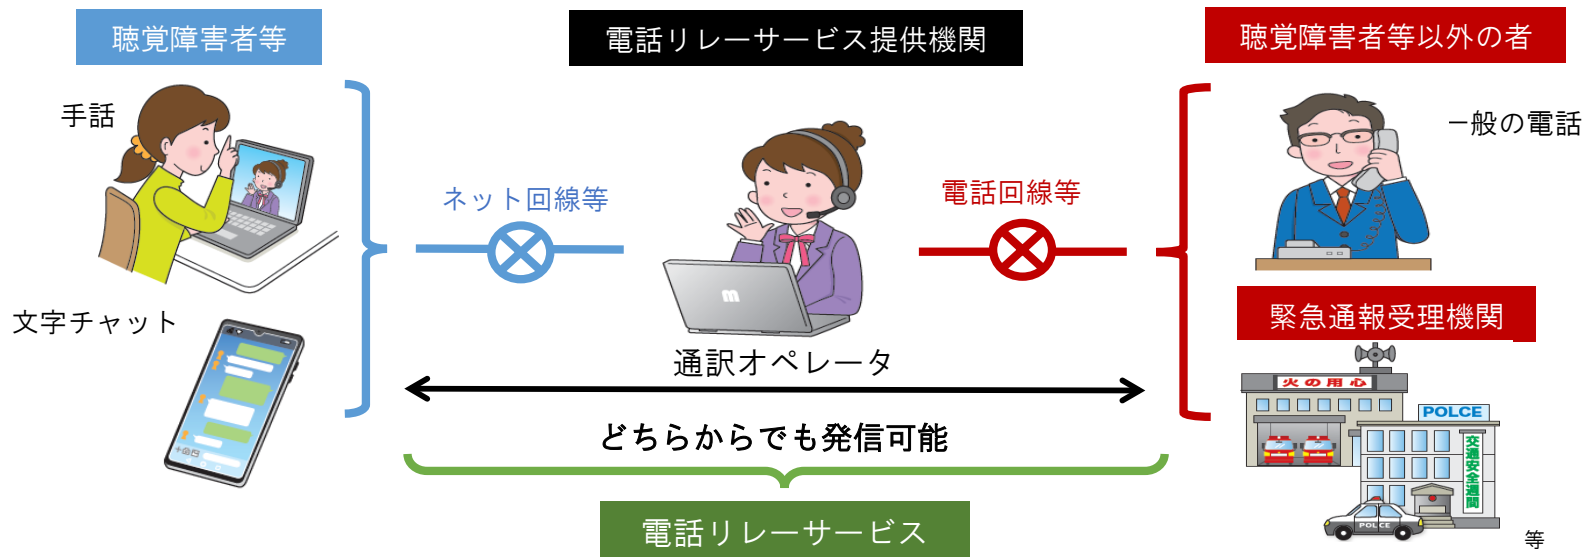 聴覚障害者等
電話リレーサービス提供機関
聴覚障害者等以外の者
手話
一般の電話
ネット回線等
電話回線等
m
文字チャット
緊急通報受理機関
通訳オペレータ
火の用心
POLCE
どちらからでも発信可能
交通安全週間
POLCE
電話リレーサービス
等